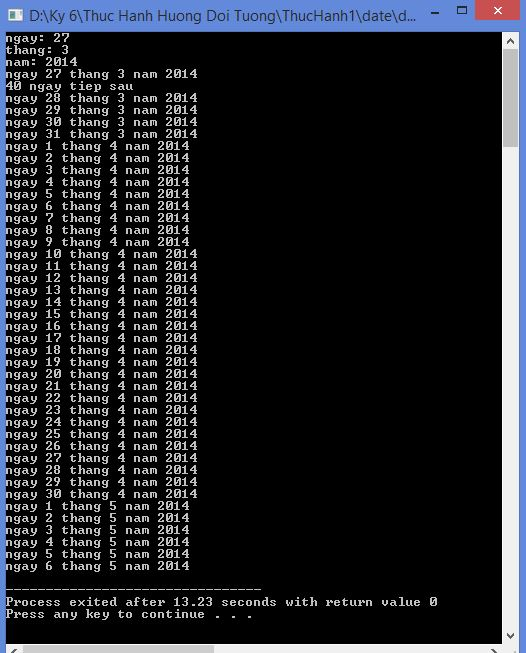 D:\Ky 6\Thuc Hanh Huong Doi Tuong\ThucHanh1\date\d...
ngay: 27
thang: 3
nam: 2014
ngay 27 thang 3 nam 2014
40 ngay tiep sau
ngay 28 thang 3 nam 2014
ngay 29 thang 3 nam 2014
ngay 30 thang 3 nam 2014
ngay 31 thang 3 nam 2014
ngay 1 thang 4 nam 2014
ngay 2 thang 4 nam 2014
ngay 3 thang 4 nam 2014
ngay 4 thang 4 nam 2014
ngay 5 thang 4 nam 2014
ngay 6 thang 4 nam 2014
ngay 7 thang 4 nam 2014
ngay 8 thang 4 nam 2014
ngay 9 thang 4 nam 2014
ngay 10 thang 4 nam 2014
ngay 11 thang 4 nam 2014
ngay 12 thang 4 nam 2014
ngay 13 thang 4 nam 2014
ngay 14 thang 4 nam 2014
ngay 15 thang 4 nam 2014
ngay 16 thang 4 nam 2014
ngay 17 thang 4 nam 2014
ngay 18 thang 4 nam 2014
ngay 19 thang 4 nam 2014
ngay 20 thang 4 nam 2014
ngay 21 thang 4 nam 2014
ngay 22 thang 4 nam 2014
ngay 23 thang 4 nam 2014
ngay 24 thang 4 nam 2014
ngay 25 thang 4 nam 2014
ngay 26 thang 4 nam 2014
ngay 27 thang 4 nam 2014
ngay 28 thang 4 nam 2014
ngay 29 thang 4 nam 2014
ngay 30 thang 4 nam 2014
ngay 1 thang 5 nam 2014
ngay 2 thang 5 nam 2014
ngay 3 thang 5 nam 2014
ngay 4 thang 5 nam 2014
ngay 5 thang 5 nam 2014
ngay 6 thang 5 nam 2014
--------------------------------
Process exited after 13.23 seconds with return value 0
Press any key to continue . . .